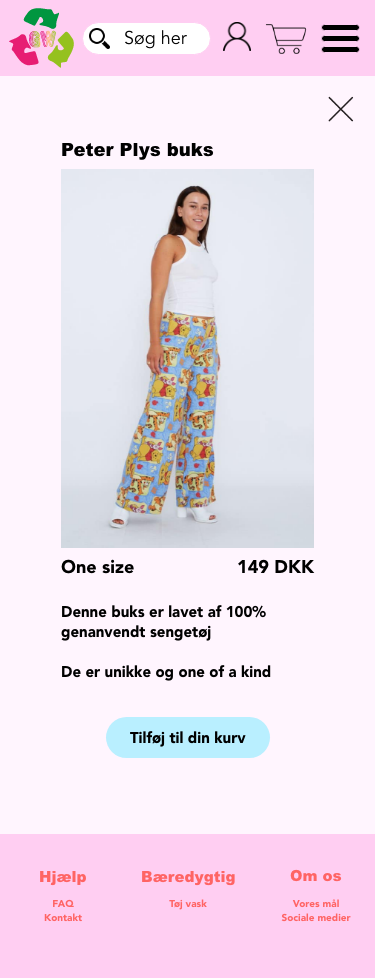 Søg her
Peter Plys buks
One size 149 DKK
Denne buks er lavet af 100%
genanvendt sengetøj
De er unikke og one of a kind
Tilføj til din kurv
Hjælp Bæredygtig Om os
FAQ Tøj vask Vores mål
Kontakt Sociale medier